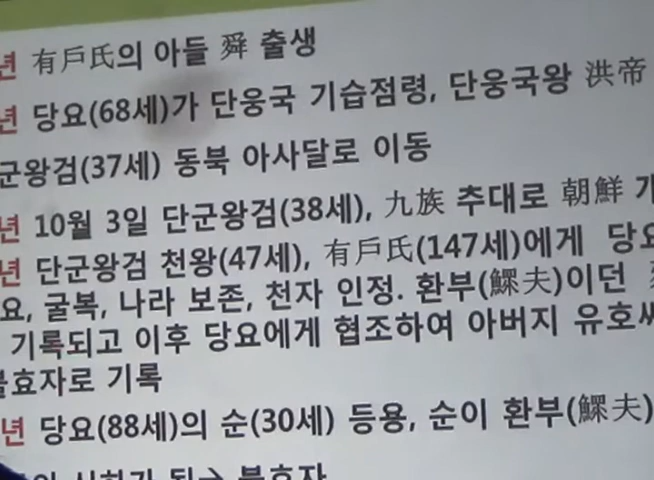 년 有戶氏의 아들 舜 출생
년 당요(68세)가 단웅국 기습점령, 단웅국왕 洪帝
군왕검(37세) 동북 아사달로 이동
년 10월 3일 단군왕검(38세), 九族 추대로 朝鮮 개
년 단군왕검 천왕(47세), 有戶氏(147세)에게 당요
요, 굴복, 나라 보존, 천자 인정. 환부(鰥夫)이던
기록되고 이후 당요에게 협조하여 아버지 유호씨
불효자로 기록
년 당요(88세)의 순(30세) 등용, 순이 환부(鰥夫)
불효자